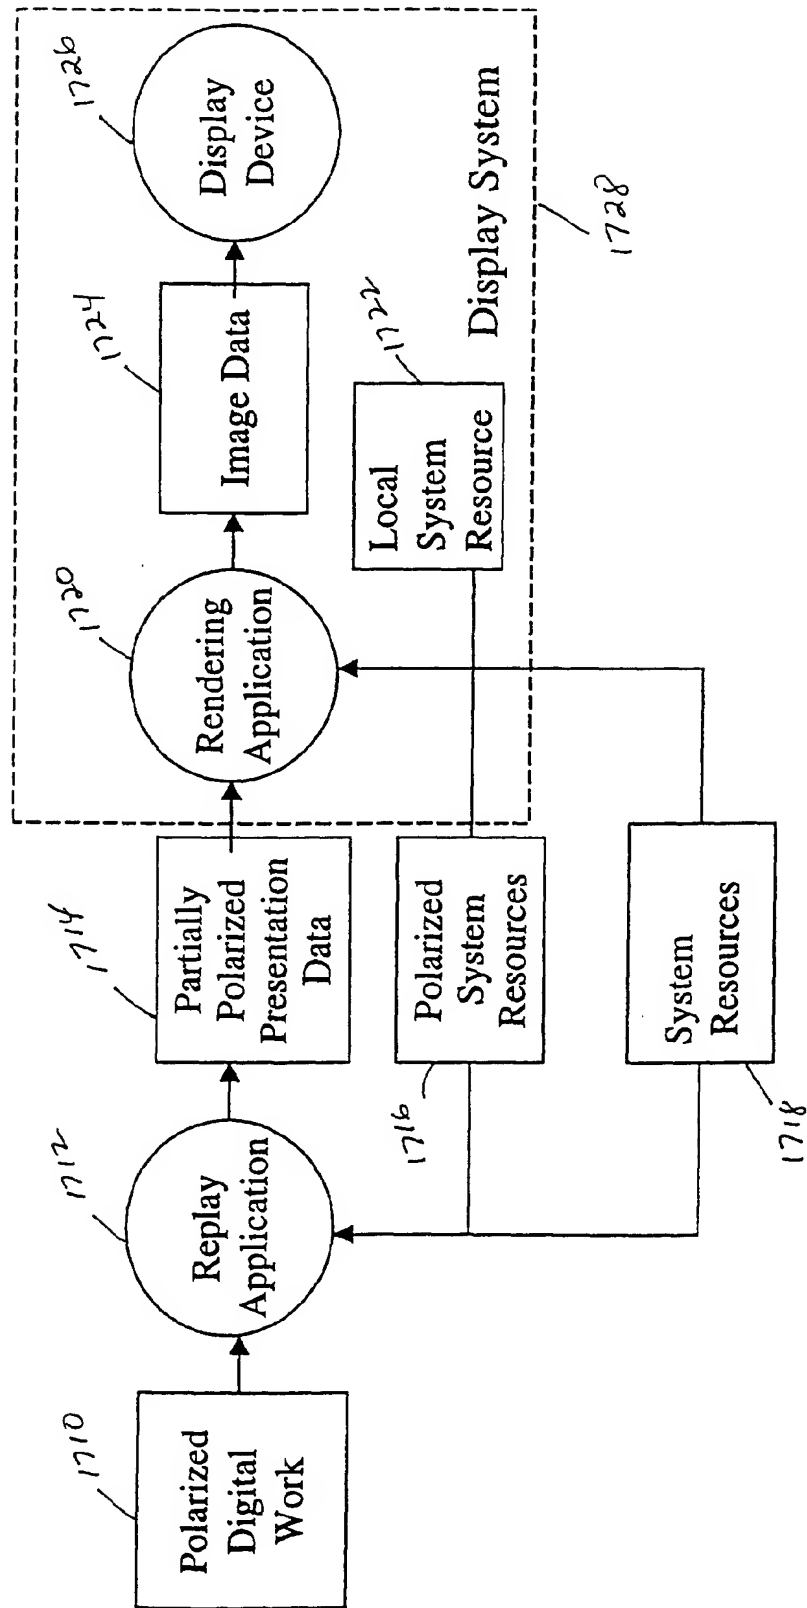 1710
Polarized
Digital
Work
1712
Replay
Application
1714
Partially
Polarized
Presentation
Data
1716
Polarized
System
Resources
System
Resources
1718
1720
Rendering
Application
1722
Local
System
Resource
1724
Image Data
1726
Display
Device
Display System
1728